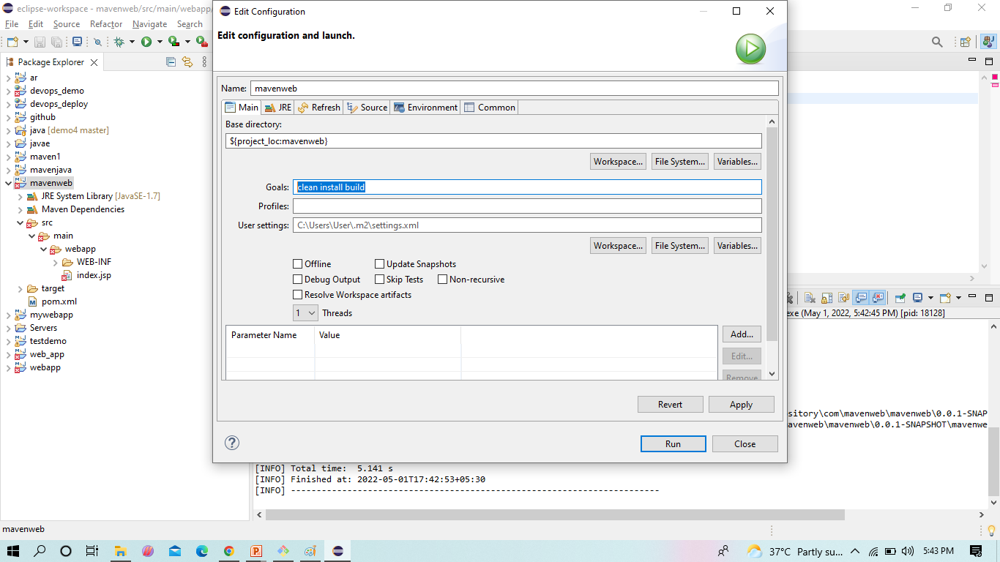 eclipse-workspace - mavenweb/src/main/webapp/
Edit Configuration
File Edit Source Refactor Navigate Search
Edit configuration and launch.
Package Explorer
ar
devops_demo
devops_deploy
github
java [demo4 master]
javae
maven1
mavenjava
mavenweb
JRE System Library [JavaSE-1.7]
Maven Dependencies
src
main
webapp
WEB-INF
index.jsp
target
pom.xml
mywebapp
Servers
testdemo
web_app
webapp
Name: mavenweb
Main JRE Refresh Source Environment Common
Base directory:
${project_loc:mavenweb}
Workspace... File System... Variables...
Goals: clean install build
Profiles:
User settings: C:\Users\User\.m2\settings.xml
Workspace... File System... Variables...
Offline Update Snapshots
Debug Output Skip Tests Non-recursive
Resolve Workspace artifacts
1 Threads
Parameter Name Value
Add...
Edit...
Remove
Revert Apply
Run Close
exe (May 1, 2022, 5:42:45 PM) [pid: 18128]
sitory\com\mavenweb\mavenweb\0.0.1-SNAP
avenweb\mavenweb\0.0.1-SNAPSHOT\mavenwe
[INFO] Total time:  5.141 s
[INFO] Finished at: 2022-05-01T17:42:53+05:30
[INFO] ------------------------------------------------------------------------
mavenweb
37°C Partly su... 5:43 PM